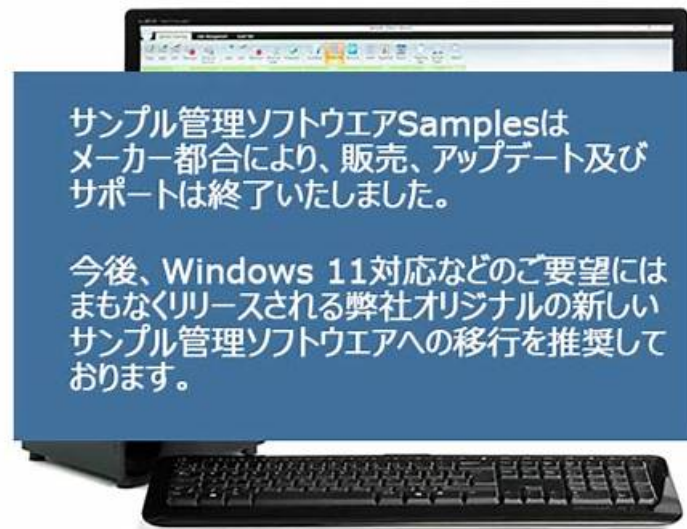 サンプル管理ソフトウエアSamplesは
メーカー都合により、販売、アップデート及び
サポートは終了いたしました。
今後、Windows 11対応などのご要望には
まもなくリリースされる弊社オリジナルの新しい
サンプル管理ソフトウエアへの移行を推奨して
おります。